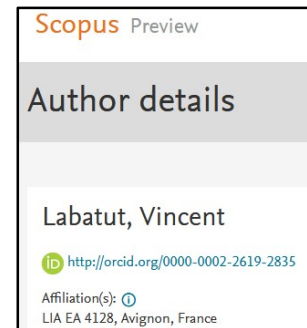 Scopus Preview
Author details
Labatut, Vincent
iD http://orcid.org/0000-0002-2619-2835
Affiliation(s): i
LIA EA 4128, Avignon, France